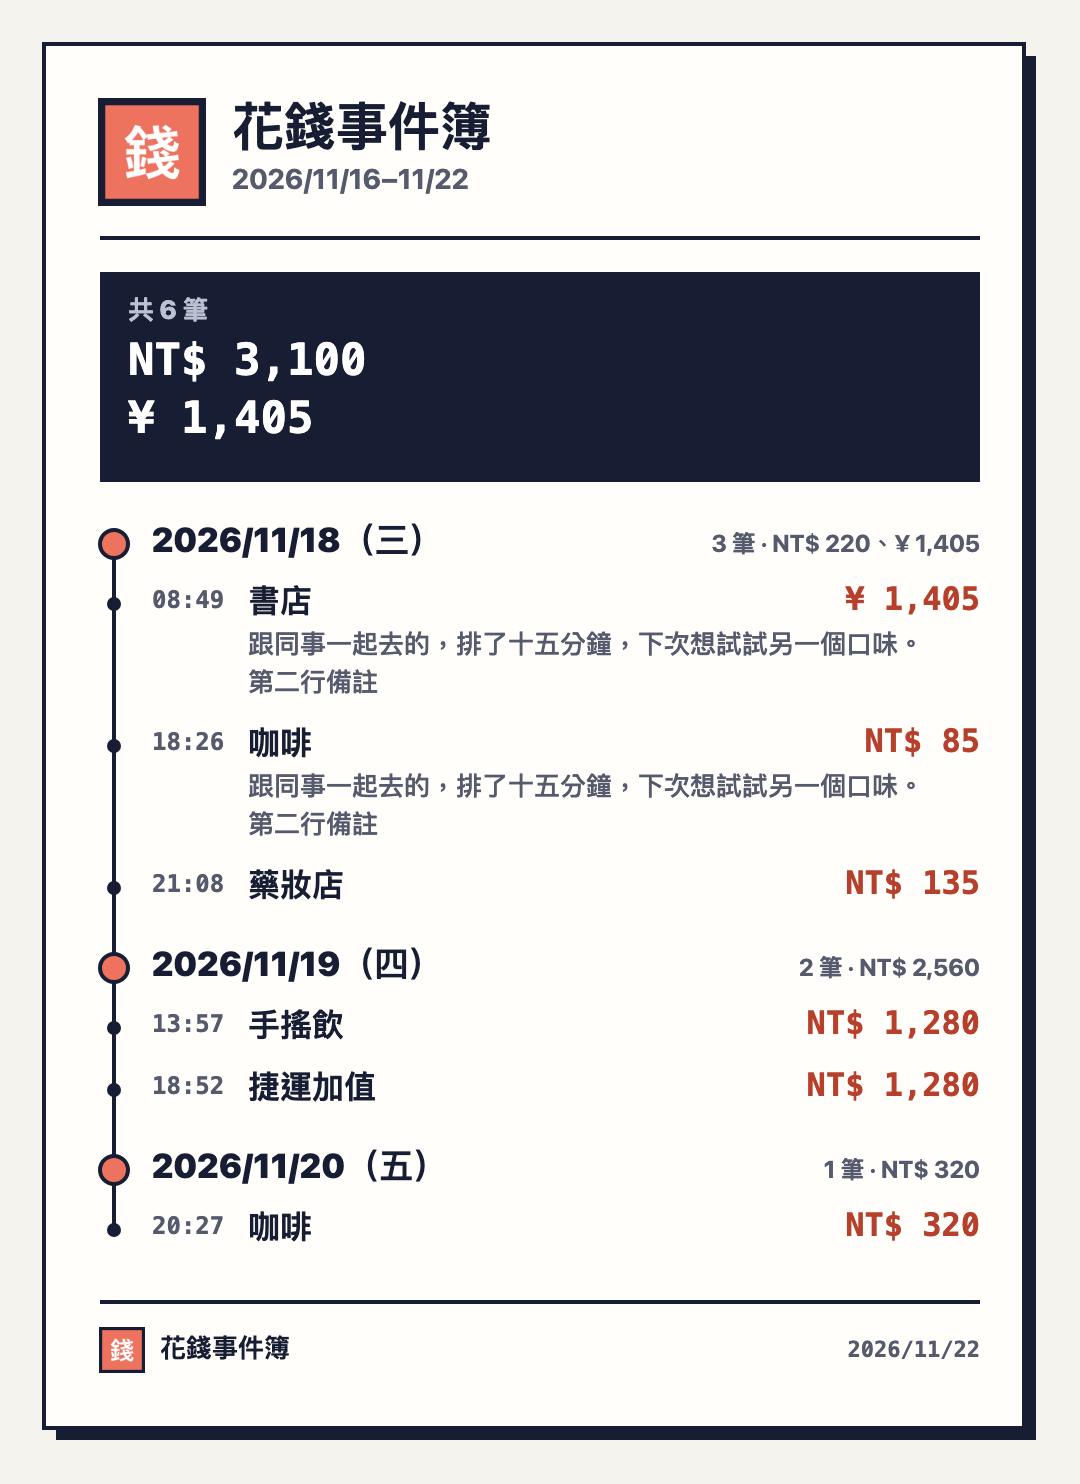 錢
花錢事件簿
2026/11/16–11/22
共 6 筆
NT$ 3,100
¥ 1,405
2026/11/18（三）
3 筆 · NT$ 220、¥ 1,405
08:49 書店 ¥ 1,405
跟同事一起去的，排了十五分鐘，下次想試試另一個口味。
第二行備註
18:26 咖啡 NT$ 85
跟同事一起去的，排了十五分鐘，下次想試試另一個口味。
第二行備註
21:08 藥妝店 NT$ 135
2026/11/19（四）
2 筆 · NT$ 2,560
13:57 手搖飲 NT$ 1,280
18:52 捷運加值 NT$ 1,280
2026/11/20（五）
1 筆 · NT$ 320
20:27 咖啡 NT$ 320
錢 花錢事件簿
2026/11/22